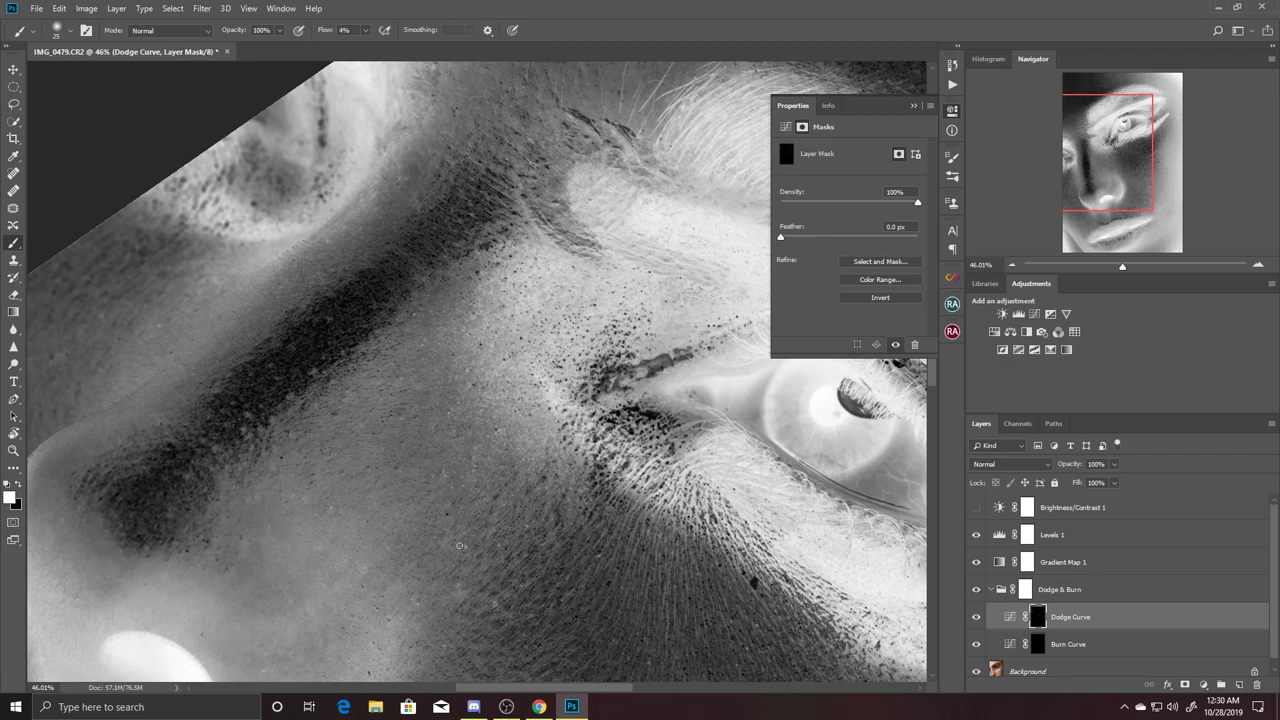 Ps File Edit Image Layer Type Select Filter 3D View Window Help
25 Mode: Normal Opacity: 100% Flow: 4% Smoothing:
IMG_0479.CR2 @ 46% (Dodge Curve, Layer Mask/8) * ×
Histogram Navigator
Properties Info
Masks
Layer Mask
Density: 100%
Feather: 0.0 px
Refine: Select and Mask...
Color Range...
Invert
46.01%
Libraries Adjustments
Add an adjustment
RA
RA
Layers Channels Paths
Kind
Normal Opacity: 100%
Lock: Fill: 100%
Brightness/Contrast 1
Levels 1
Gradient Map 1
Dodge & Burn
Dodge Curve
Burn Curve
Background
46.01% Doc: 57.1M/76.5M
Type here to search
Ps
12:30 AM
10/28/2019